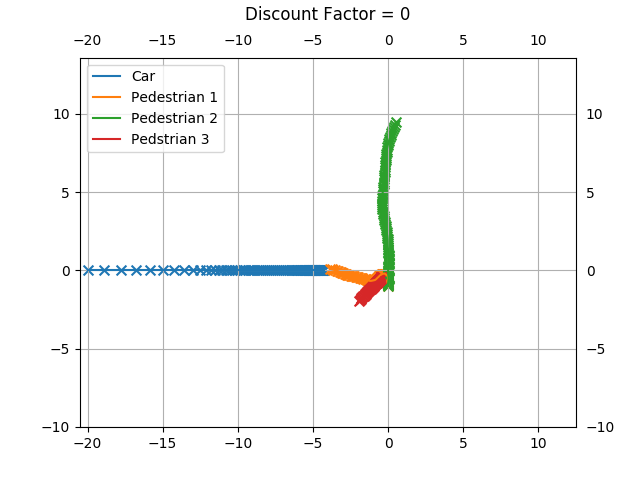 Discount Factor = 0
−20 −15 −10 −5 0 5 10
Car
Pedestrian 1
Pedestrian 2
Pedstrian 3
10 10
5 5
0 0
−5 −5
−10 −10
−20 −15 −10 −5 0 5 10